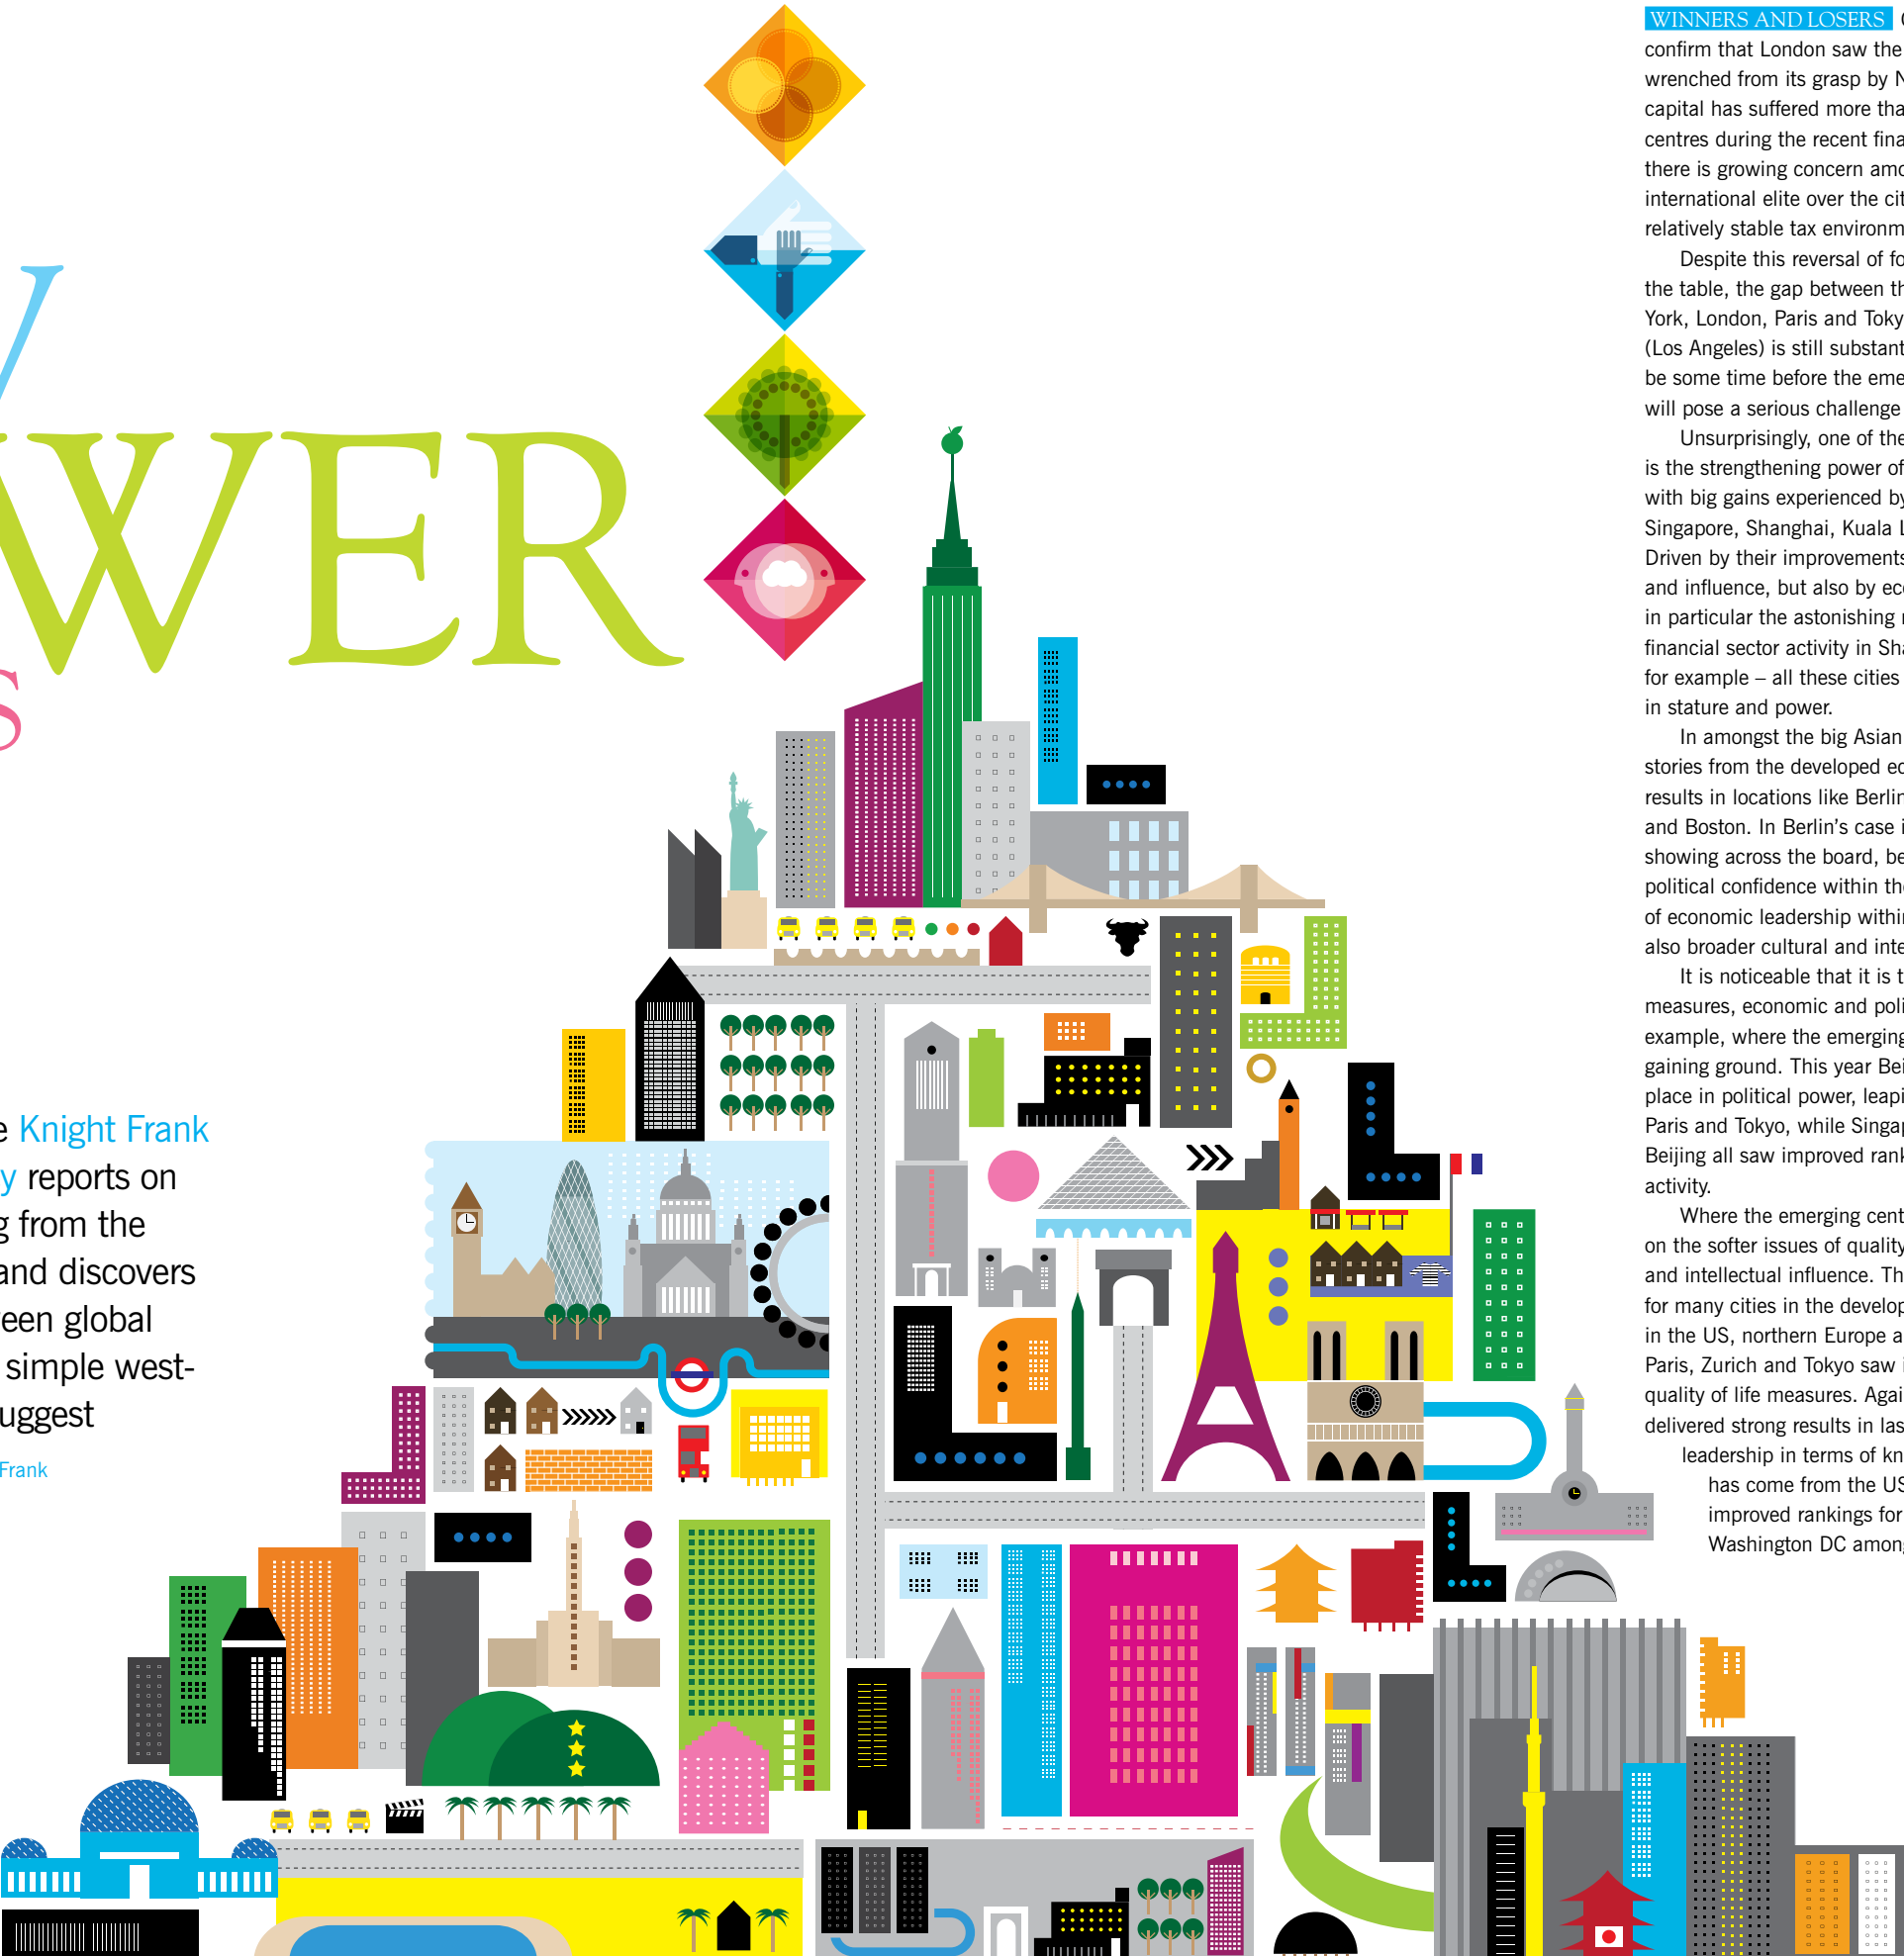 WER
S
e Knight Frank
y reports on
g from the
and discovers
een global
simple west-
uggest
Frank
WINNERS AND LOSERS
confirm that London saw the
wrenched from its grasp by N
capital has suffered more tha
centres during the recent fina
there is growing concern amo
international elite over the cit
relatively stable tax environm
Despite this reversal of fo
the table, the gap between th
York, London, Paris and Toky
(Los Angeles) is still substant
be some time before the eme
will pose a serious challenge
Unsurprisingly, one of the
is the strengthening power of
with big gains experienced by
Singapore, Shanghai, Kuala L
Driven by their improvements
and influence, but also by eco
in particular the astonishing r
financial sector activity in Sha
for example – all these cities
in stature and power.
In amongst the big Asian
stories from the developed ec
results in locations like Berlin
and Boston. In Berlin's case i
showing across the board, be
political confidence within the
of economic leadership within
also broader cultural and inte
It is noticeable that it is t
measures, economic and poli
example, where the emerging
gaining ground. This year Bei
place in political power, leapi
Paris and Tokyo, while Singap
Beijing all saw improved rank
activity.
Where the emerging cent
on the softer issues of quality
and intellectual influence. Th
for many cities in the develop
in the US, northern Europe a
Paris, Zurich and Tokyo saw i
quality of life measures. Agai
delivered strong results in las
leadership in terms of kn
has come from the US
improved rankings for
Washington DC among